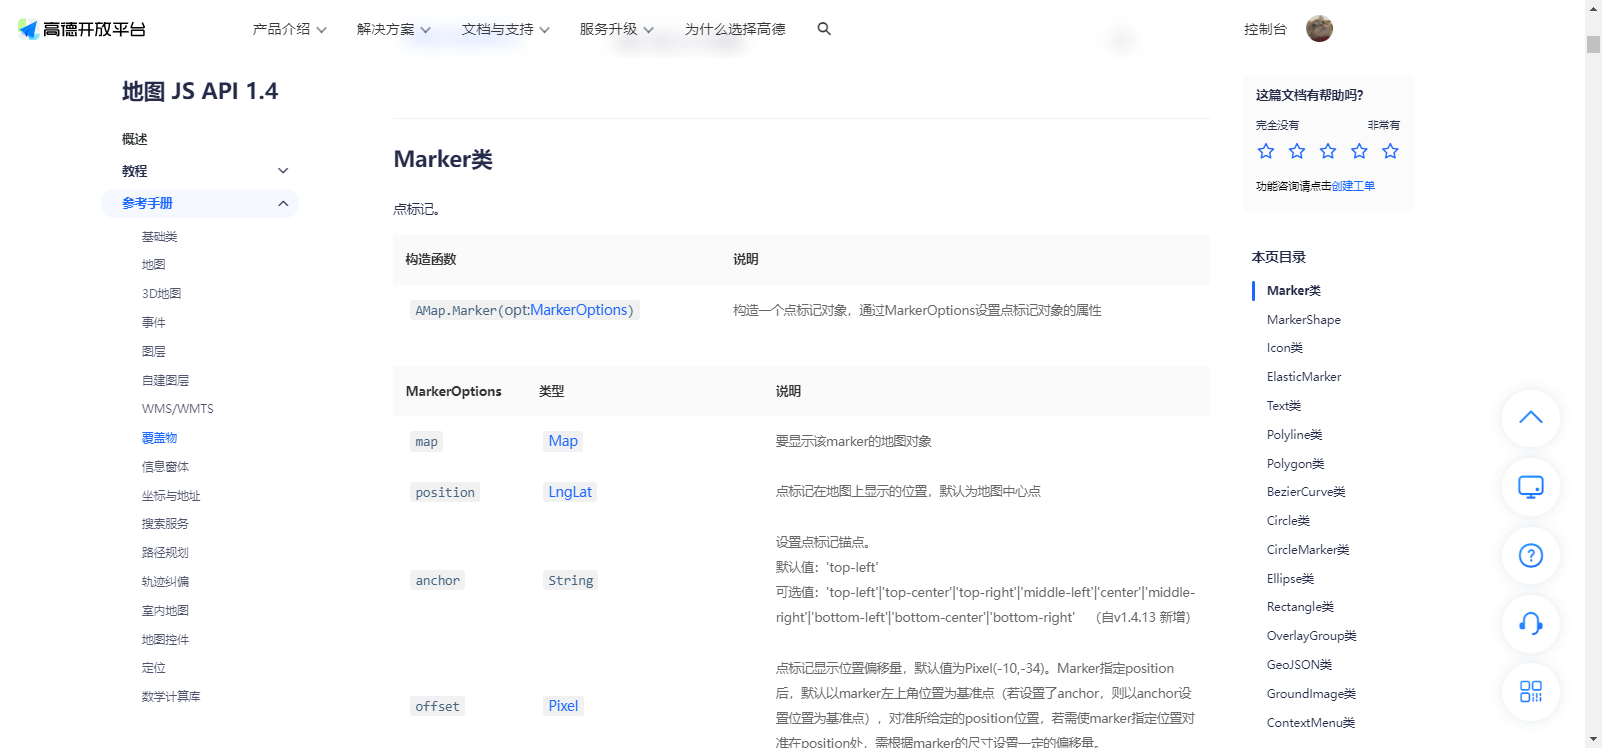 高德开放平台
产品介绍
解决方案
文档与支持
服务升级
为什么选择高德
控制台
地图 JS API 1.4
概述
教程
参考手册
基础类
地图
3D地图
事件
图层
自建图层
WMS/WMTS
覆盖物
信息窗体
坐标与地址
搜索服务
路径规划
轨迹纠偏
室内地图
地图控件
定位
数学计算库
Marker类
点标记。
构造函数 说明
AMap.Marker(opt:MarkerOptions) 构造一个点标记对象，通过MarkerOptions设置点标记对象的属性
MarkerOptions 类型 说明
map Map 要显示该marker的地图对象
position LngLat 点标记在地图上显示的位置，默认为地图中心点
设置点标记锚点。
默认值：'top-left'
anchor String
可选值：'top-left'|'top-center'|'top-right'|'middle-left'|'center'|'middle-
right'|'bottom-left'|'bottom-center'|'bottom-right' （自v1.4.13 新增）
点标记显示位置偏移量，默认值为Pixel(-10,-34)。Marker指定position
后，默认以marker左上角位置为基准点（若设置了anchor，则以anchor设
offset Pixel
置位置为基准点），对准所给定的position位置，若需使marker指定位置对
准在position处，需根据marker的尺寸设置一定的偏移量。
这篇文档有帮助吗?
完全没有 非常有
功能咨询请点击创建工单
本页目录
Marker类
MarkerShape
Icon类
ElasticMarker
Text类
Polyline类
Polygon类
BezierCurve类
Circle类
CircleMarker类
Ellipse类
Rectangle类
OverlayGroup类
GeoJSON类
GroundImage类
ContextMenu类